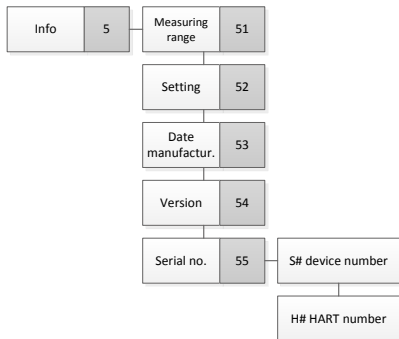 Info 5 Measuring range 51
Setting 52
Date manufactur. 53
Version 54
Serial no. 55 S# device number
H# HART number